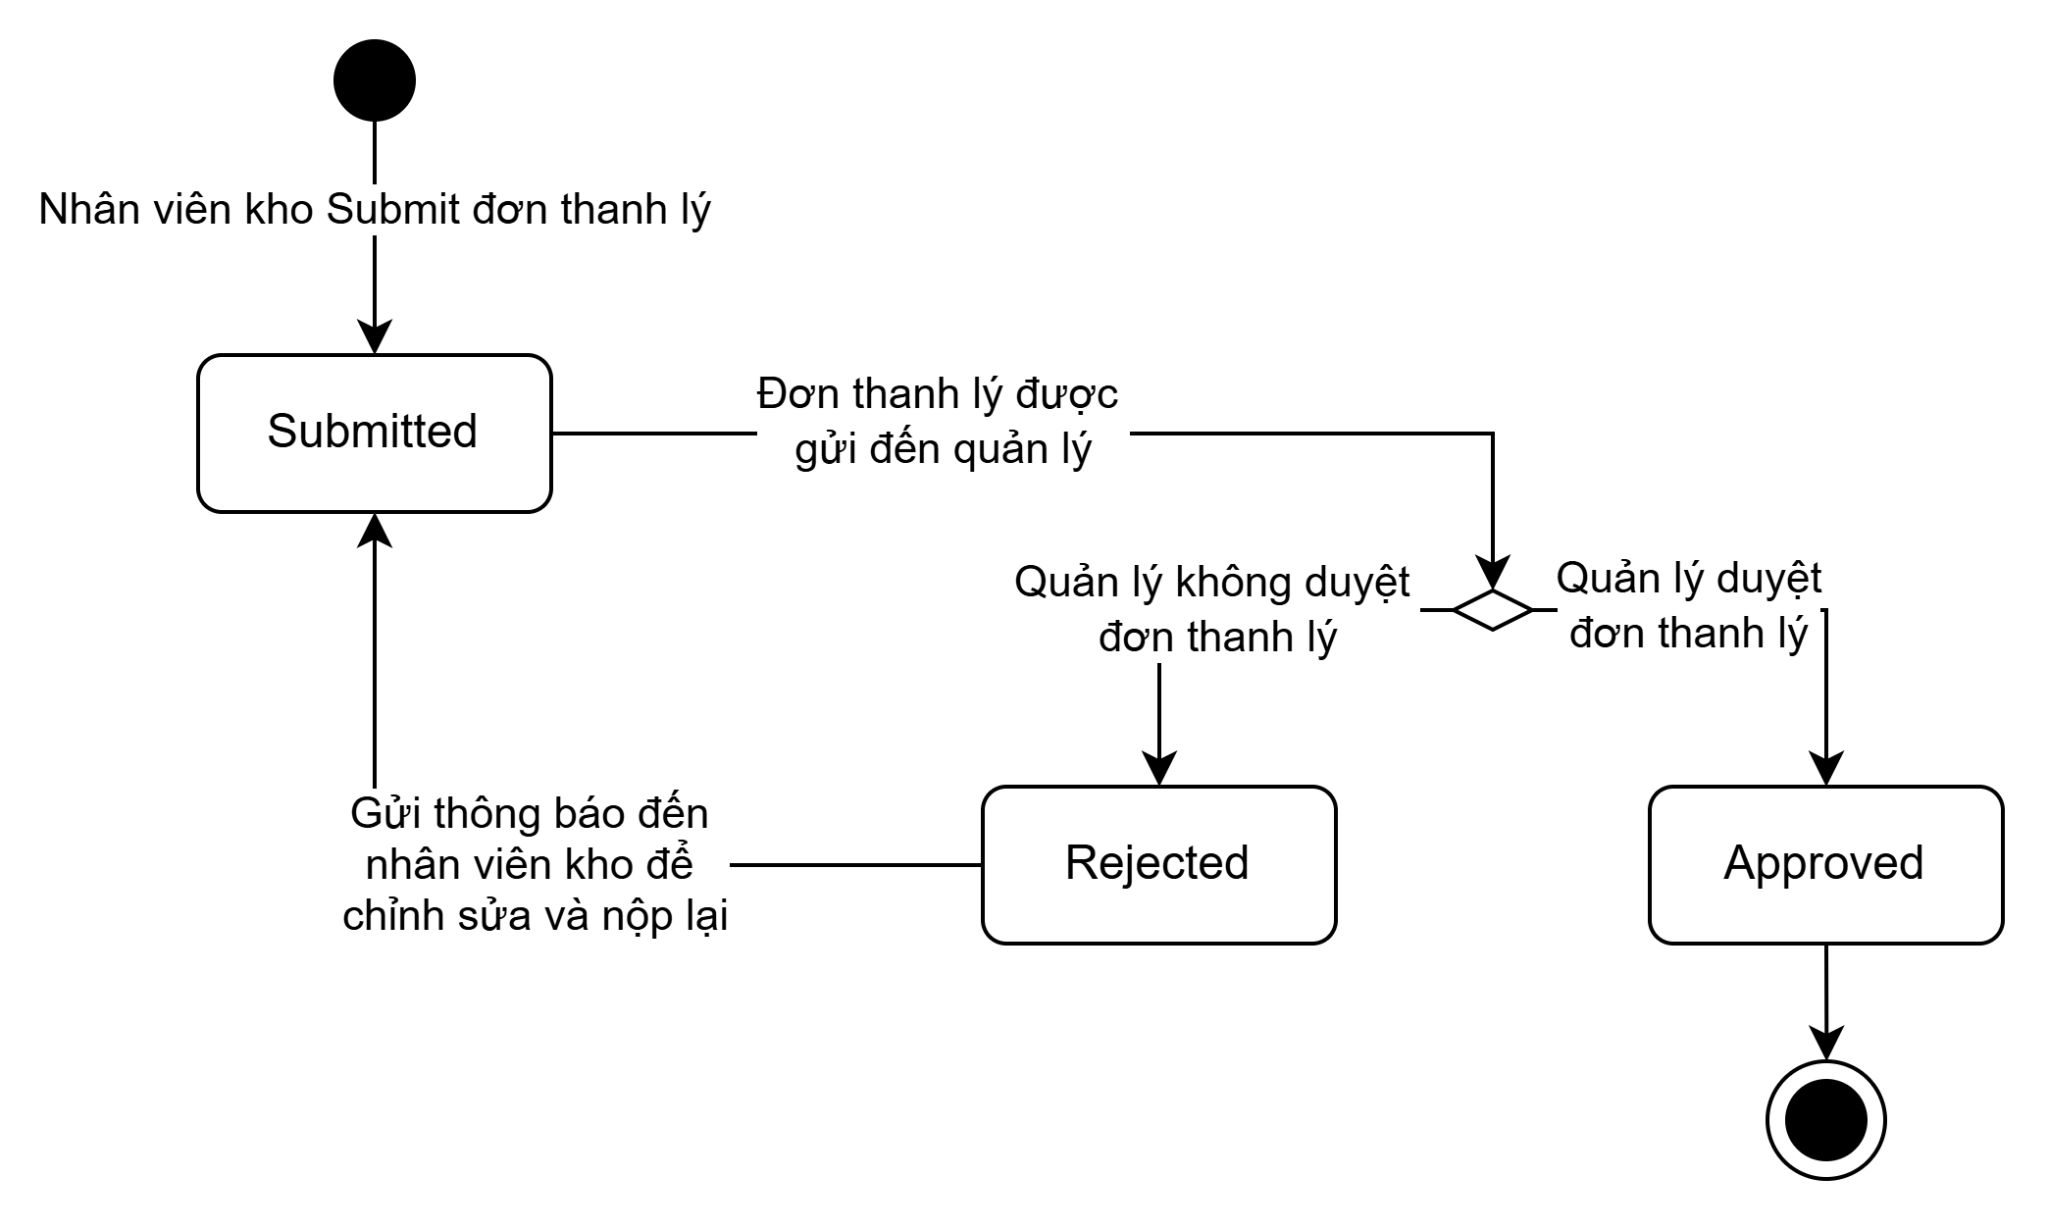 Nhân viên kho Submit đơn thanh lý
Submitted
Đơn thanh lý được
gửi đến quản lý
Quản lý không duyệt
đơn thanh lý
Quản lý duyệt
đơn thanh lý
Gửi thông báo đến
nhân viên kho để
chỉnh sửa và nộp lại
Rejected
Approved